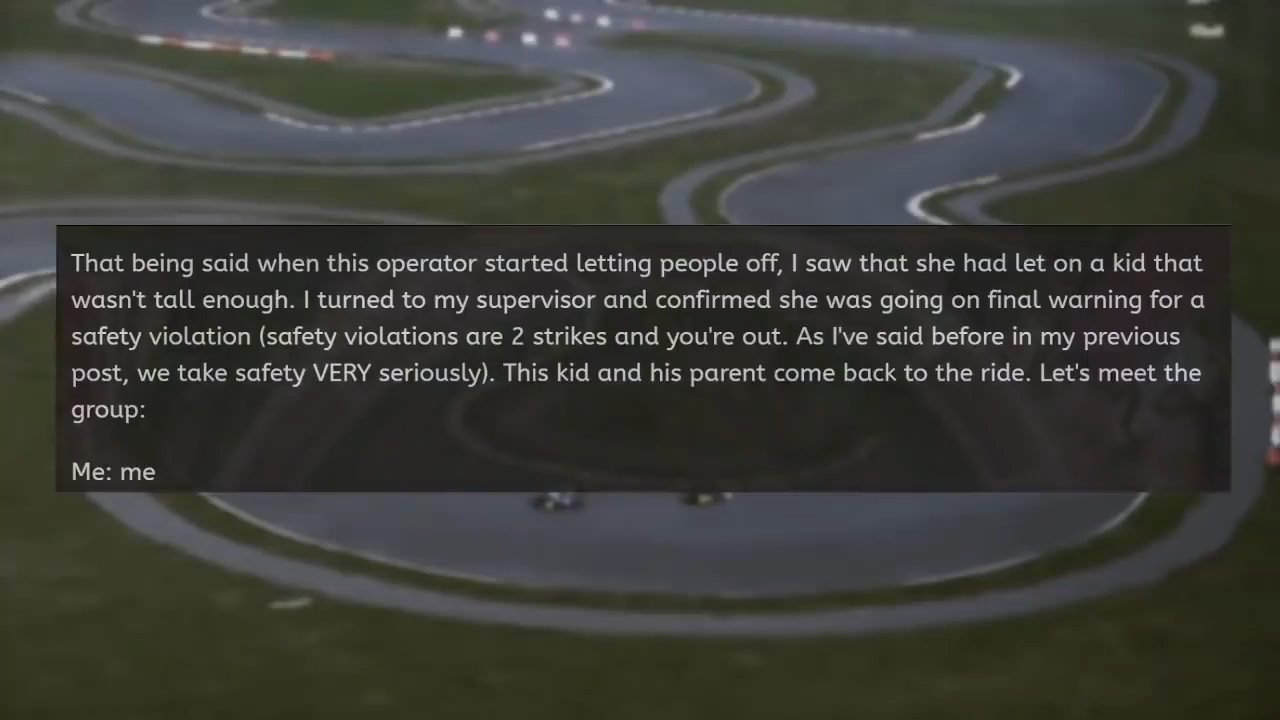 That being said when this operator started letting people off, I saw that she had let on a kid that
wasn't tall enough. I turned to my supervisor and confirmed she was going on final warning for a
safety violation (safety violations are 2 strikes and you're out. As I've said before in my previous
post, we take safety VERY seriously). This kid and his parent come back to the ride. Let's meet the
group:
Me: me